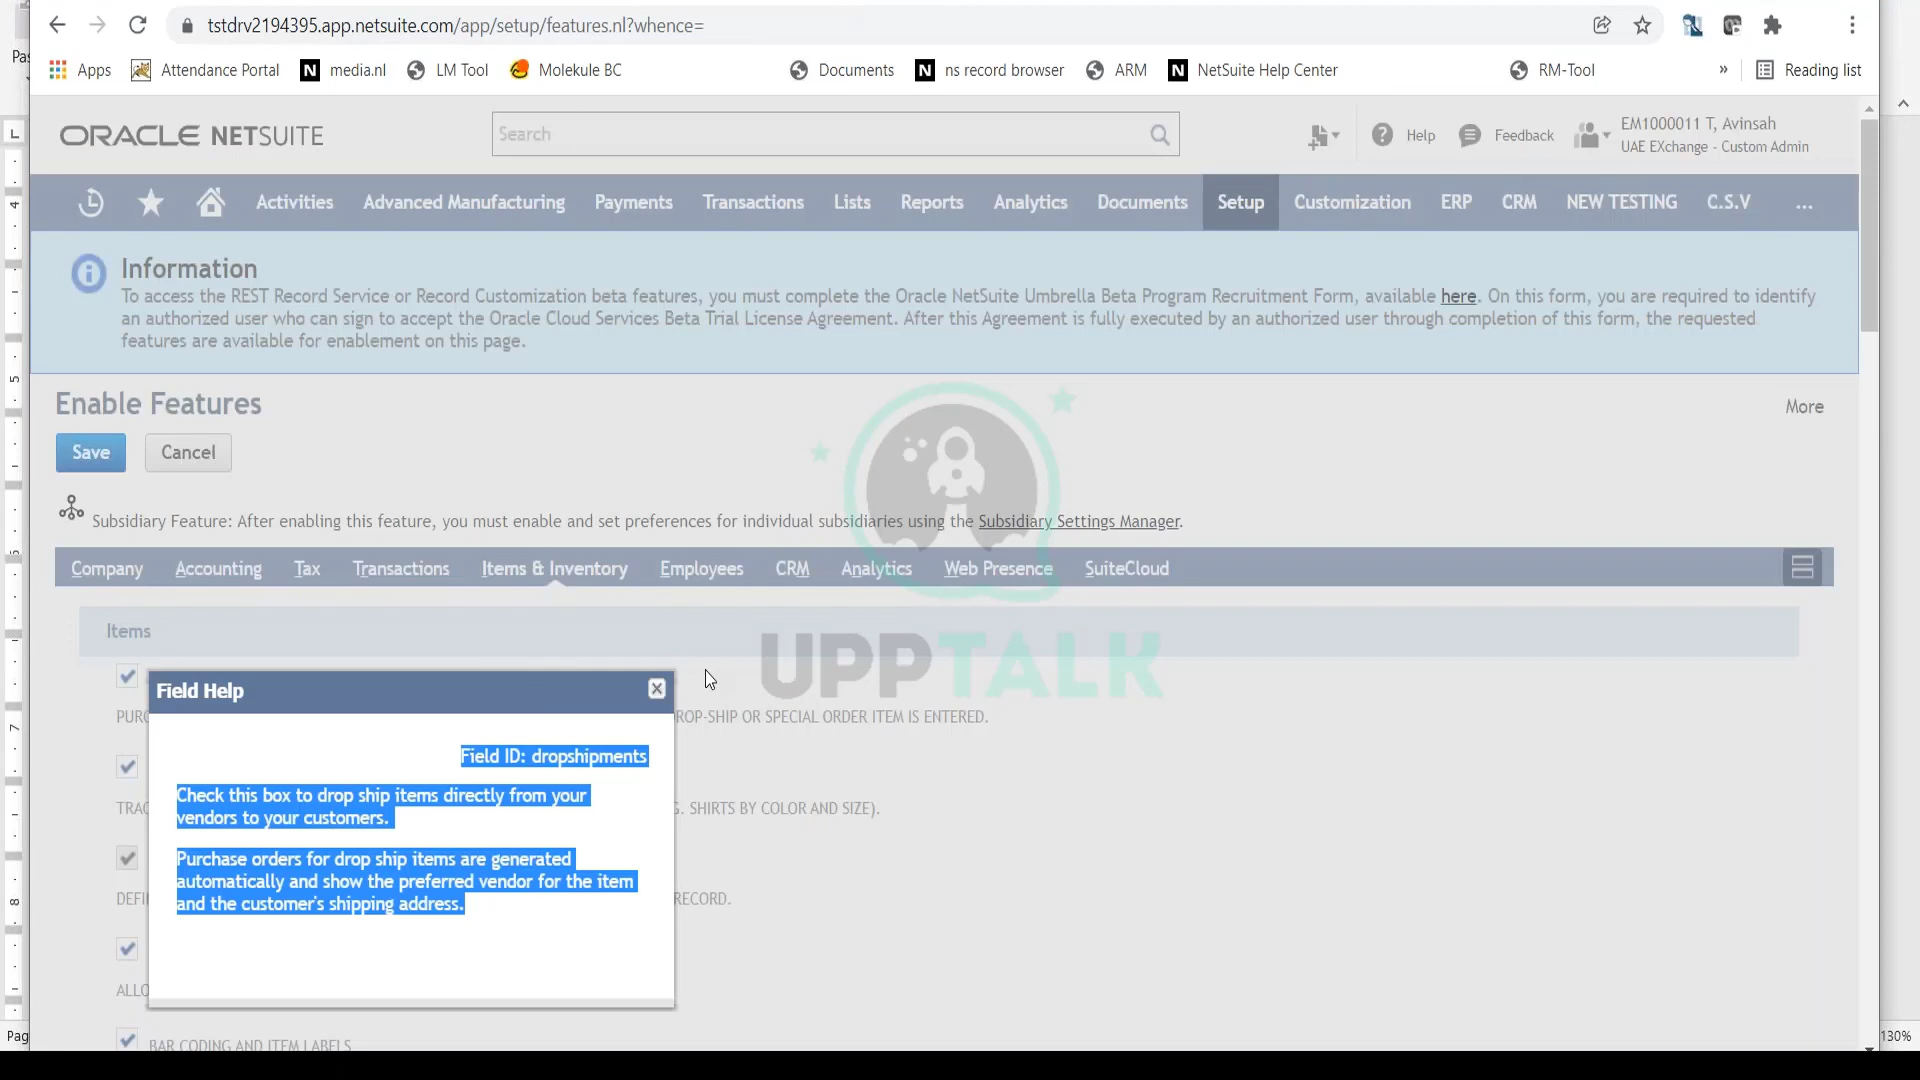 tstdrv2194395.app.netsuite.com/app/setup/features.nl?whence=
Pas
Apps Attendance Portal media.nl LM Tool Molekule BC Documents ns record browser ARM NetSuite Help Center RM-Tool » Reading list
ORACLE NETSUITE Search Help Feedback EM1000011 T, Avinsah
UAE EXchange - Custom Admin
Activities Advanced Manufacturing Payments Transactions Lists Reports Analytics Documents Setup Customization ERP CRM NEW TESTING C.S.V ...
Information
To access the REST Record Service or Record Customization beta features, you must complete the Oracle NetSuite Umbrella Beta Program Recruitment Form, available here. On this form, you are required to identify
an authorized user who can sign to accept the Oracle Cloud Services Beta Trial License Agreement. After this Agreement is fully executed by an authorized user through completion of this form, the requested
features are available for enablement on this page.
Enable Features More
Save Cancel
Subsidiary Feature: After enabling this feature, you must enable and set preferences for individual subsidiaries using the Subsidiary Settings Manager.
Company Accounting Tax Transactions Items & Inventory Employees CRM Analytics Web Presence SuiteCloud
Items
UPPTALK
Field Help
PURC ROP-SHIP OR SPECIAL ORDER ITEM IS ENTERED.
Field ID: dropshipments
Check this box to drop ship items directly from your
vendors to your customers.
TRAC G. SHIRTS BY COLOR AND SIZE).
Purchase orders for drop ship items are generated
automatically and show the preferred vendor for the item
and the customer's shipping address.
DEFI RECORD.
ALLO
BAR CODING AND ITEM LABELS
Pag 130%
4
5
7
8